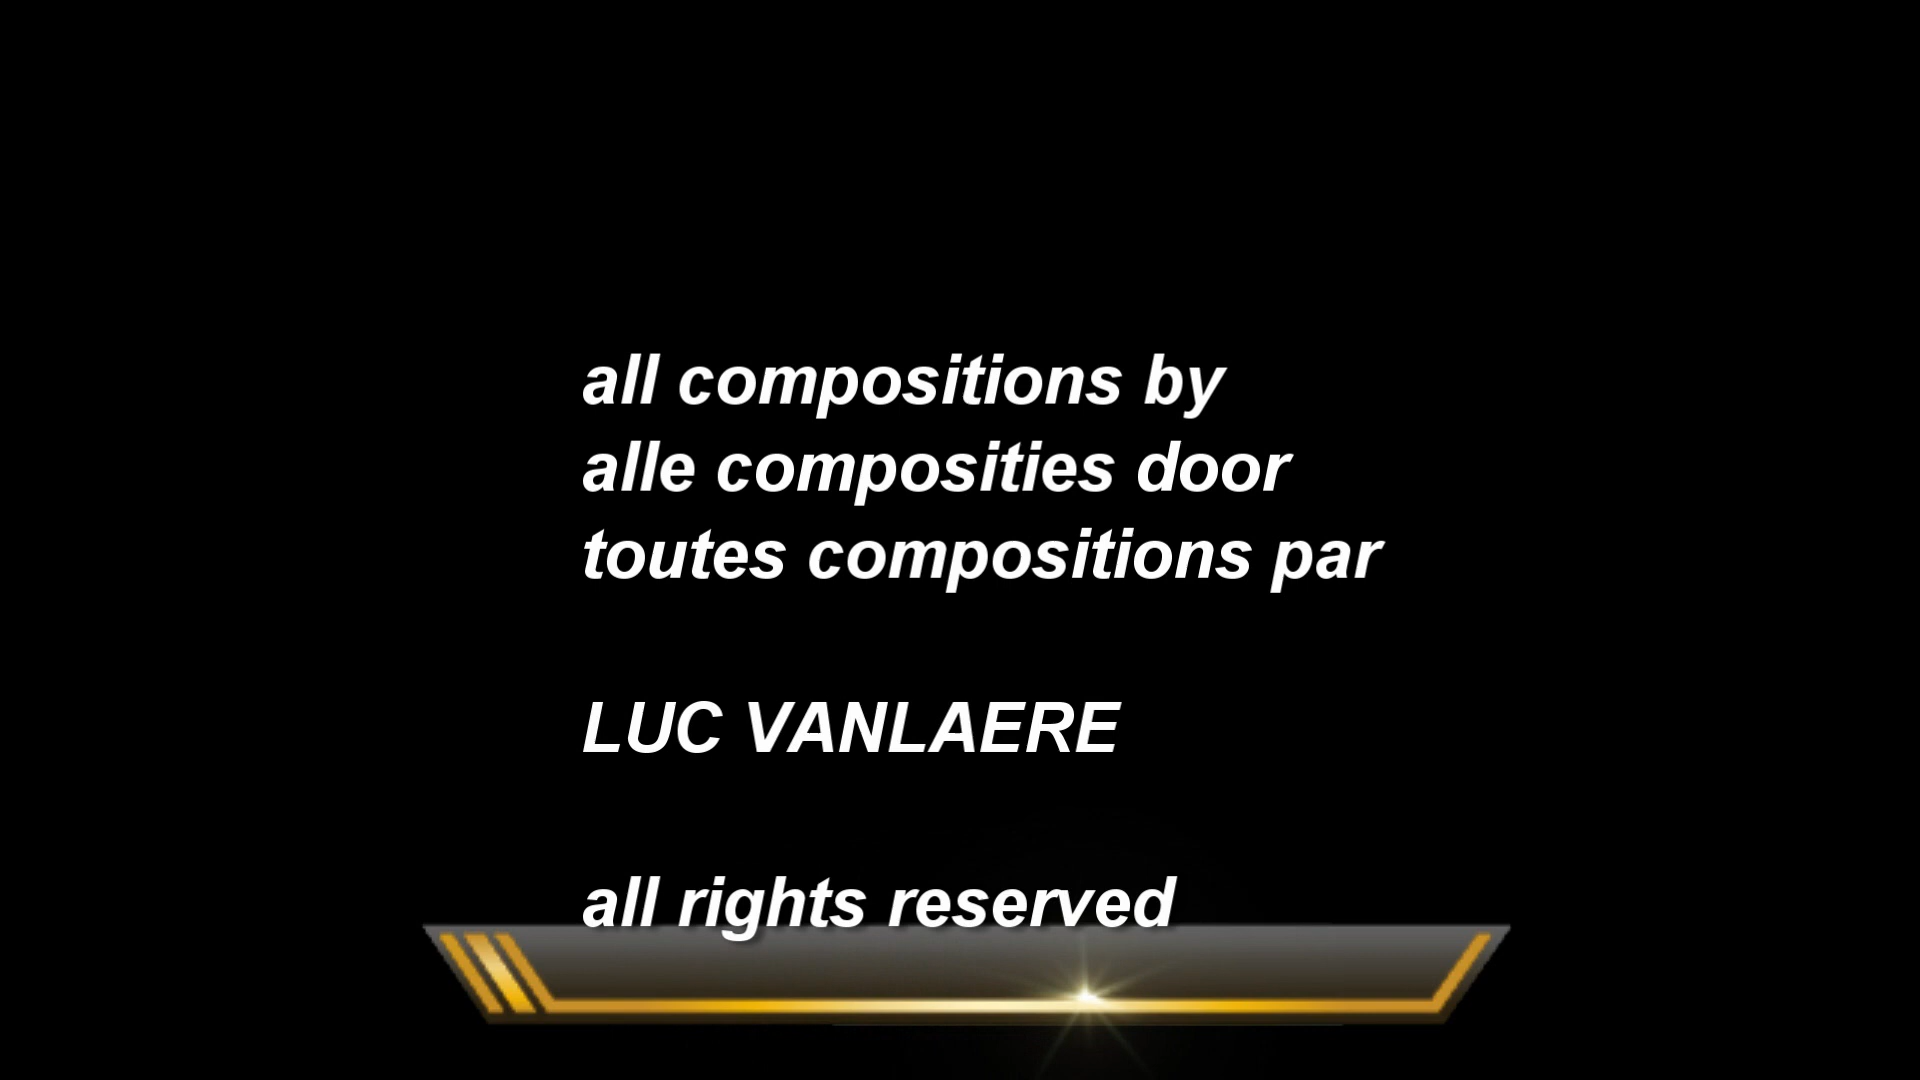 all compositions by
alle composities door
toutes compositions par
LUC VANLAERE
all rights reserved